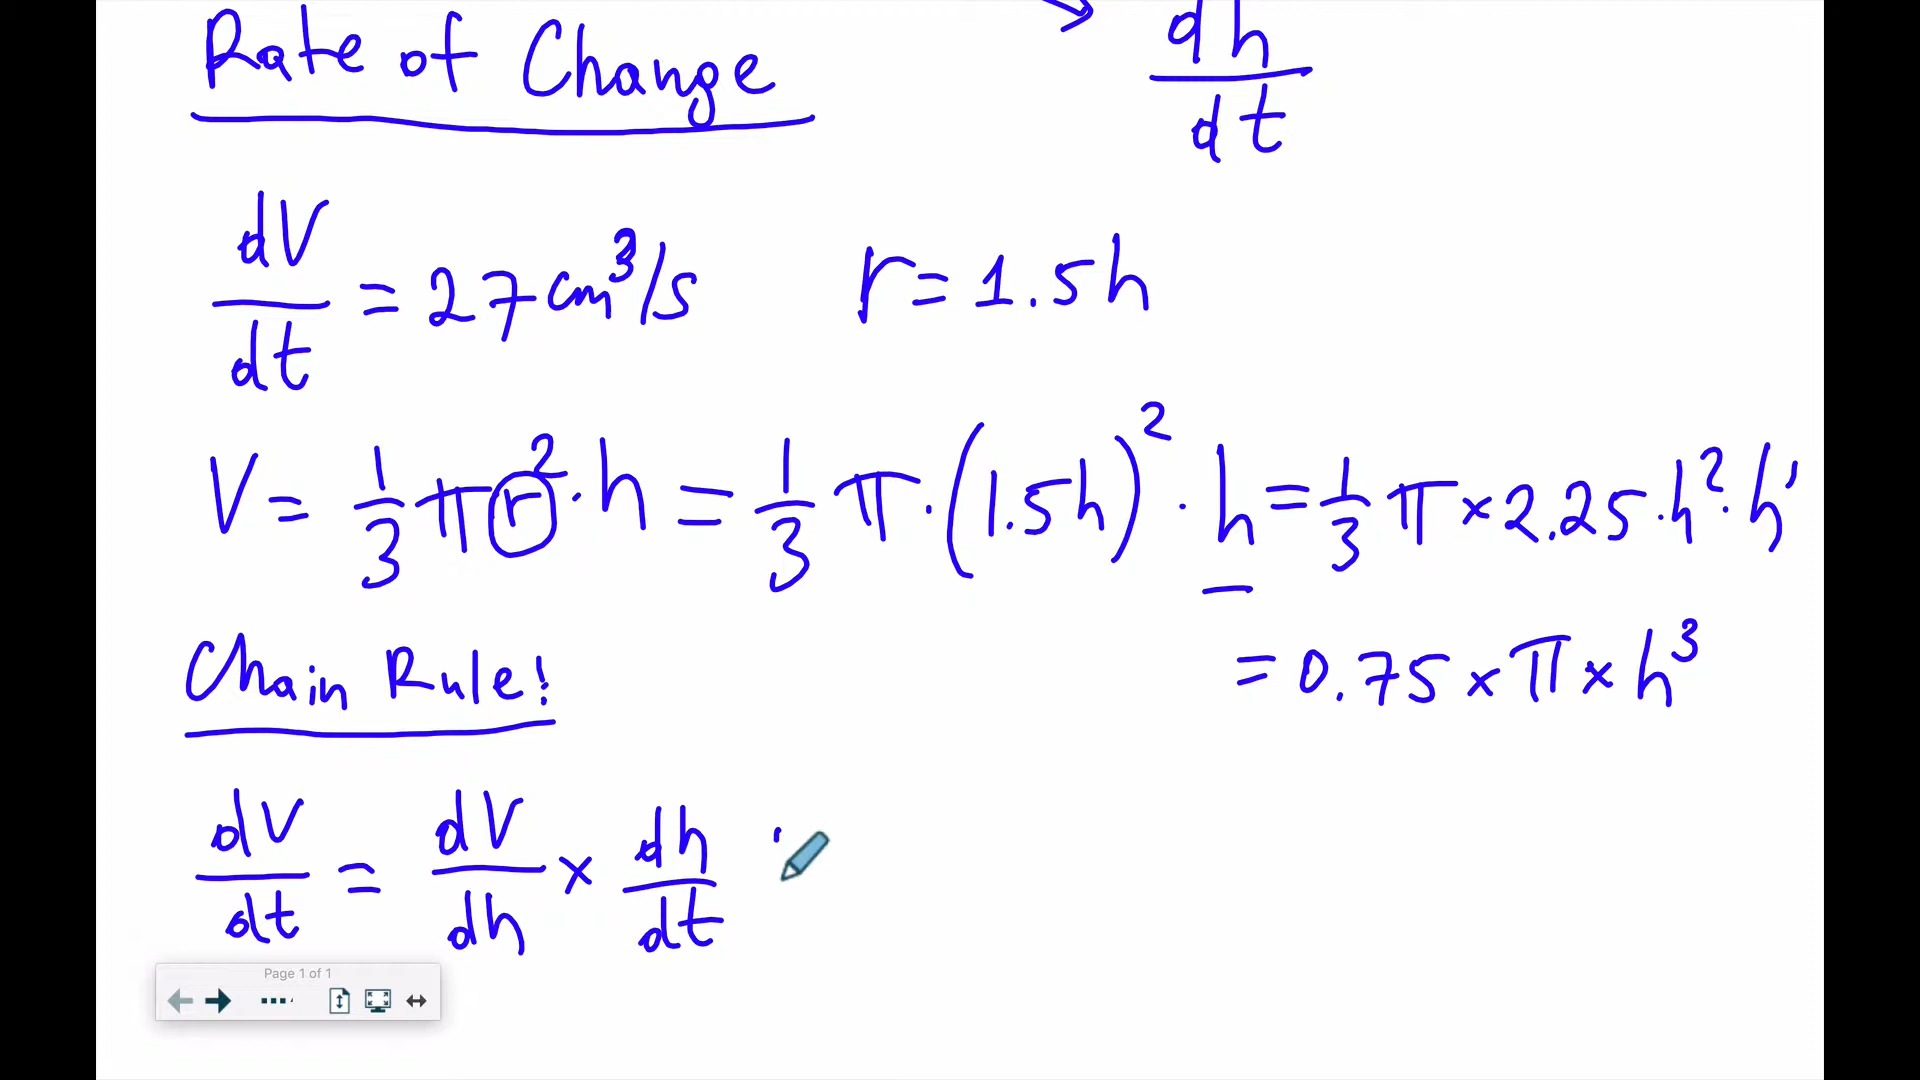 Rate of Change
dh/dt
dV/dt = 27 cm³/s
r = 1.5h
V = 1/3 π r² · h = 1/3 π · (1.5h)² · h = 1/3 π × 2.25 · h² · h'
= 0.75 × π × h³
Chain Rule!
dV/dt = dV/dh × dh/dt
Page 1 of 1